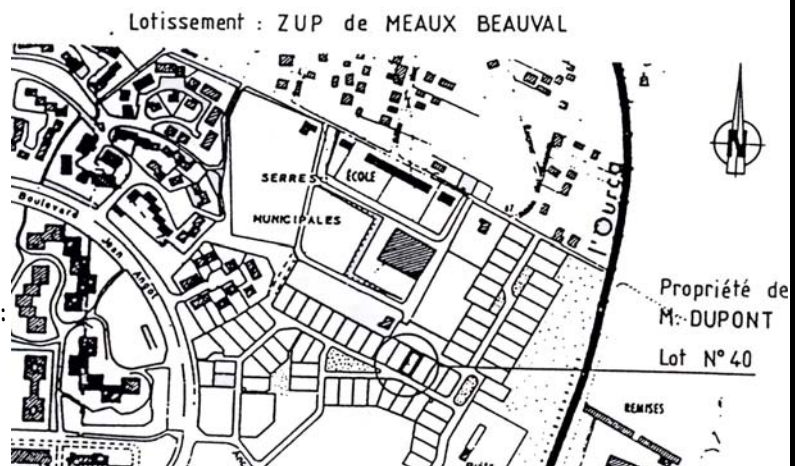 Lotissement : ZUP de MEAUX BEAUVAL
N
ÉCOLE
SERRES
MUNICIPALES
Boulevard
Jean
l'Ourcq
Propriété de
M. DUPONT
Lot N° 40
REMISES